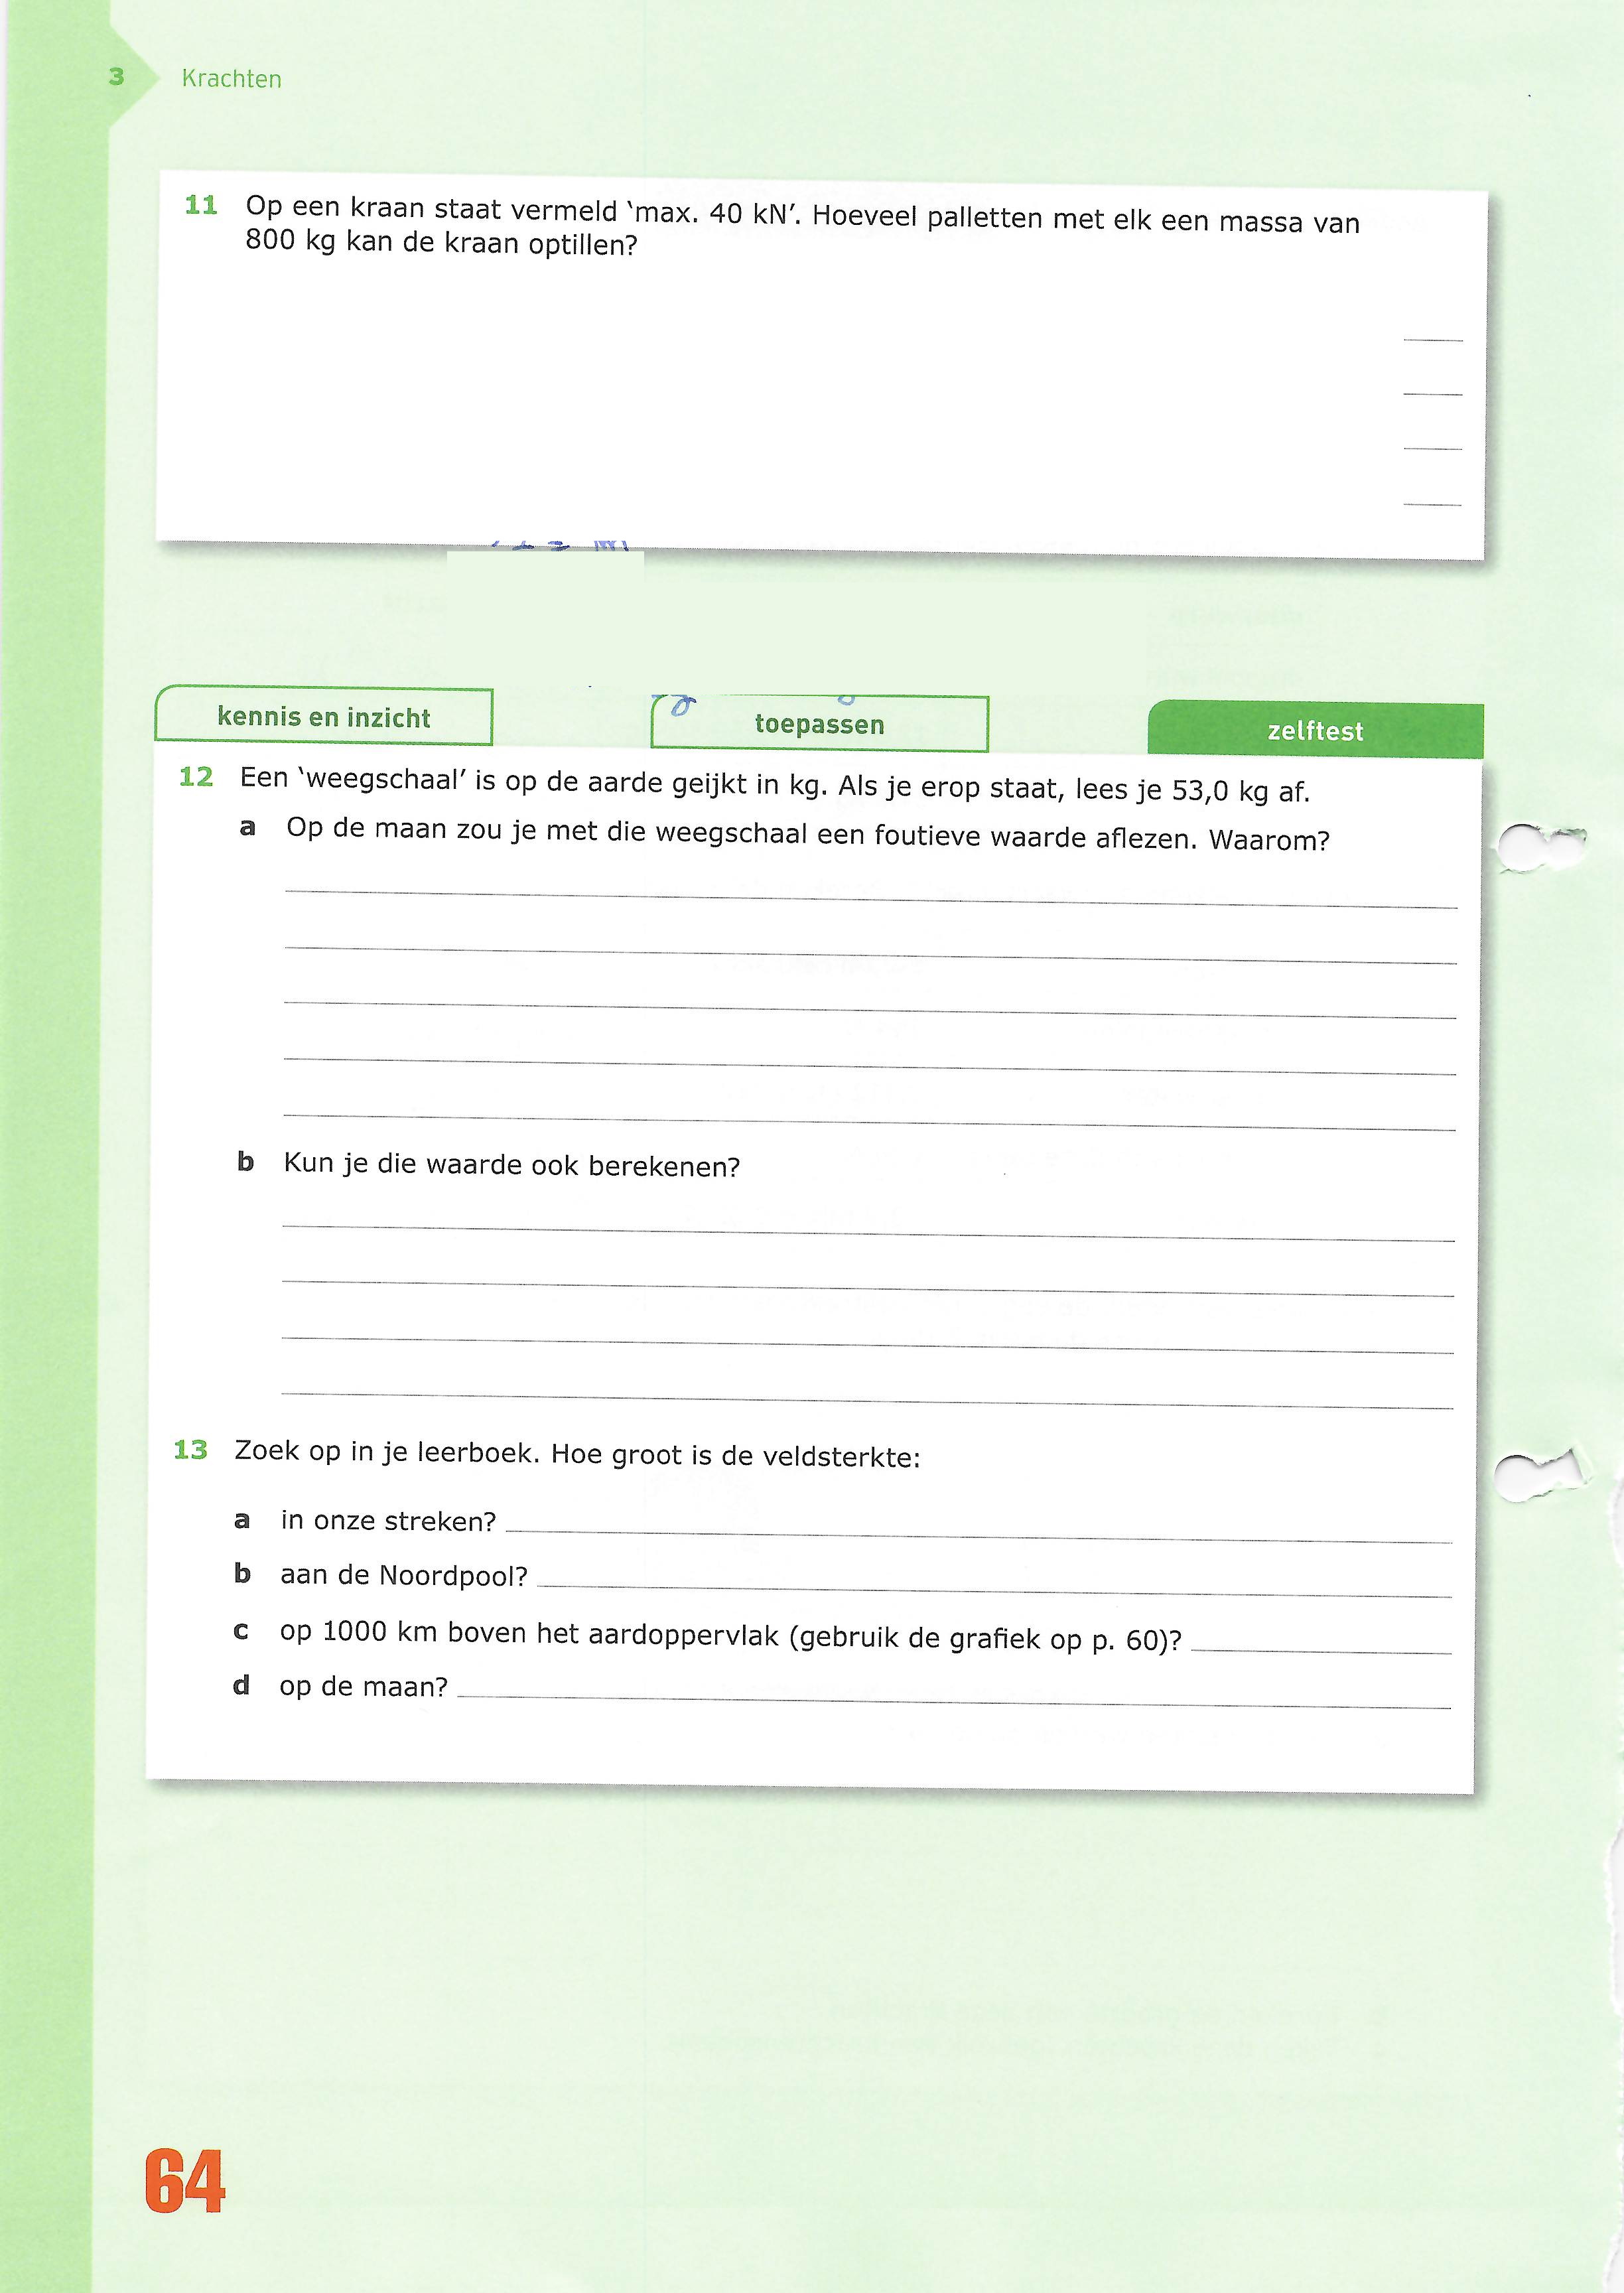 3 Krachten
11 Op een kraan staat vermeld ‘max. 40 kN’. Hoeveel palletten met elk een massa van
800 kg kan de kraan optillen?
kennis en inzicht toepassen zelftest
12 Een ‘weegschaal’ is op de aarde geijkt in kg. Als je erop staat, lees je 53,0 kg af.
a Op de maan zou je met die weegschaal een foutieve waarde aflezen. Waarom?
b Kun je die waarde ook berekenen?
13 Zoek op in je leerboek. Hoe groot is de veldsterkte:
a in onze streken?
b aan de Noordpool?
c op 1000 km boven het aardoppervlak (gebruik de grafiek op p. 60)?
d op de maan?
64